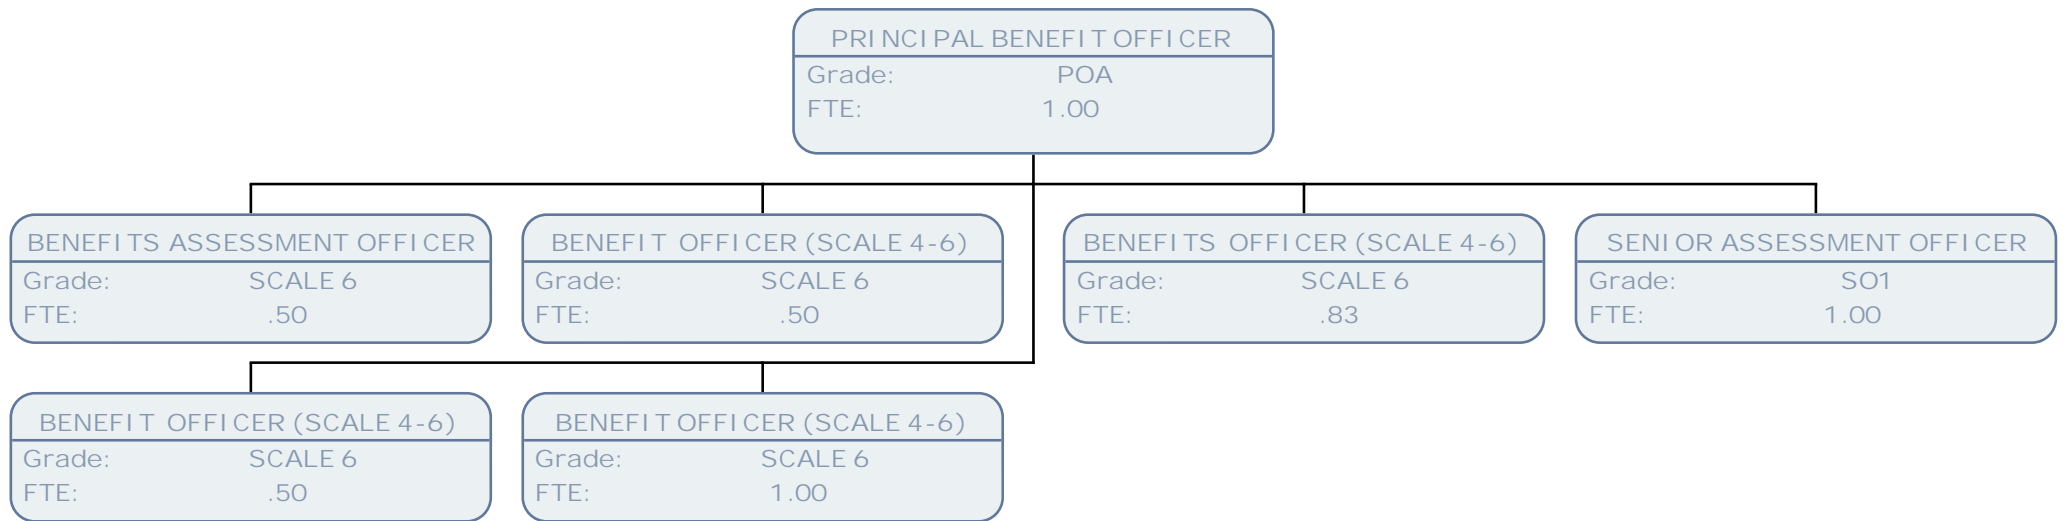 PRINCIPAL BENEFIT OFFICER
Grade: POA
FTE: 1.00
BENEFITS ASSESSMENT OFFICER
Grade: SCALE 6
FTE: .50
BENEFIT OFFICER (SCALE 4-6)
Grade: SCALE 6
FTE: .50
BENEFITS OFFICER (SCALE 4-6)
Grade: SCALE 6
FTE: .83
SENIOR ASSESSMENT OFFICER
Grade: SO1
FTE: 1.00
BENEFIT OFFICER (SCALE 4-6)
Grade: SCALE 6
FTE: .50
BENEFIT OFFICER (SCALE 4-6)
Grade: SCALE 6
FTE: 1.00